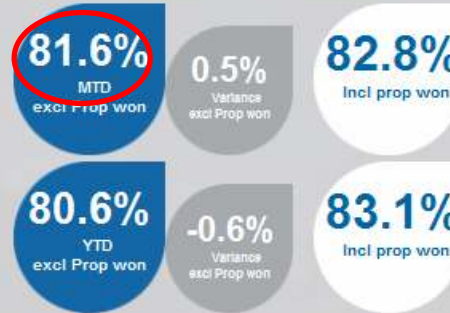 81.6%
MTD
excl Prop won
0.5%
Variance
excl Prop won
82.8%
Incl prop won
80.6%
YTD
excl Prop won
-0.6%
Variance
excl Prop won
83.1%
Incl prop won